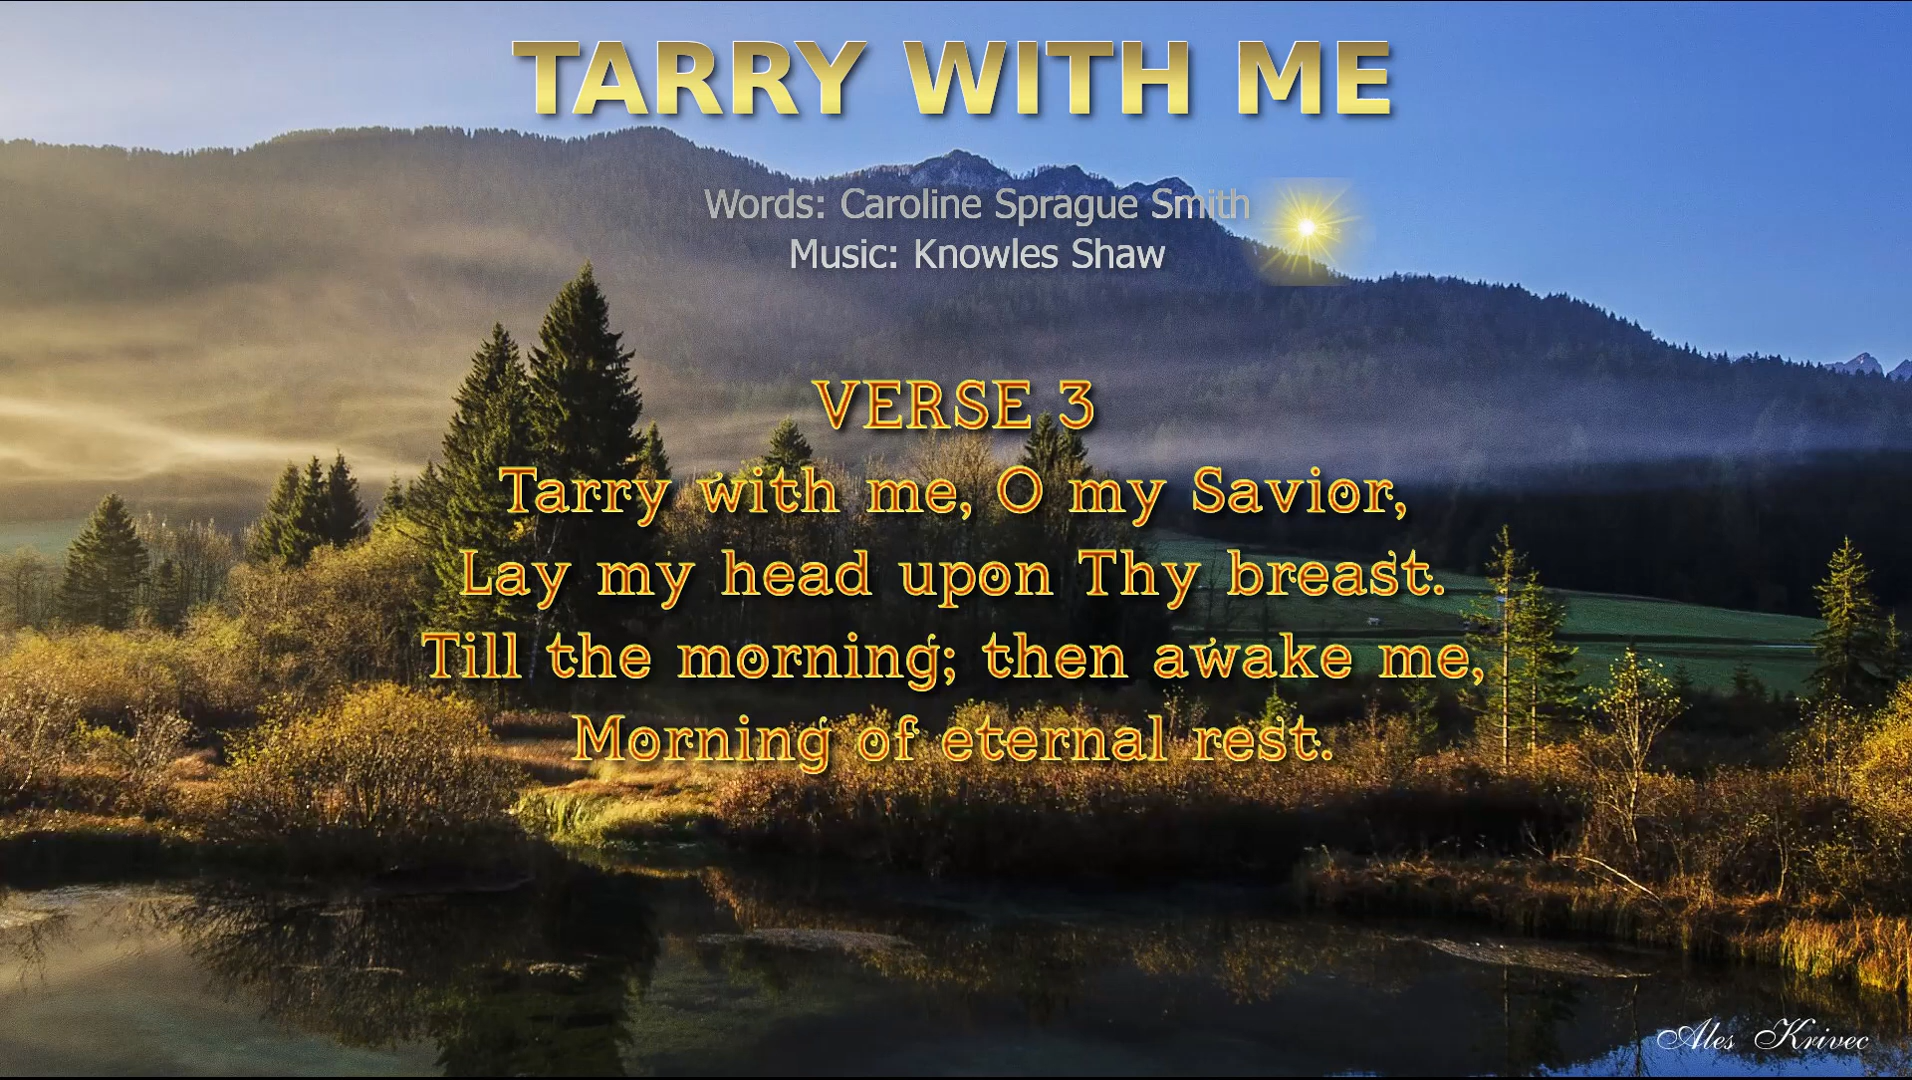 TARRY WITH ME
Words: Caroline Sprague Smith
Music: Knowles Shaw
VERSE 3
Tarry with me, O my Savior,
Lay my head upon Thy breast.
Till the morning; then awake me,
Morning of eternal rest.
Ales Krivec